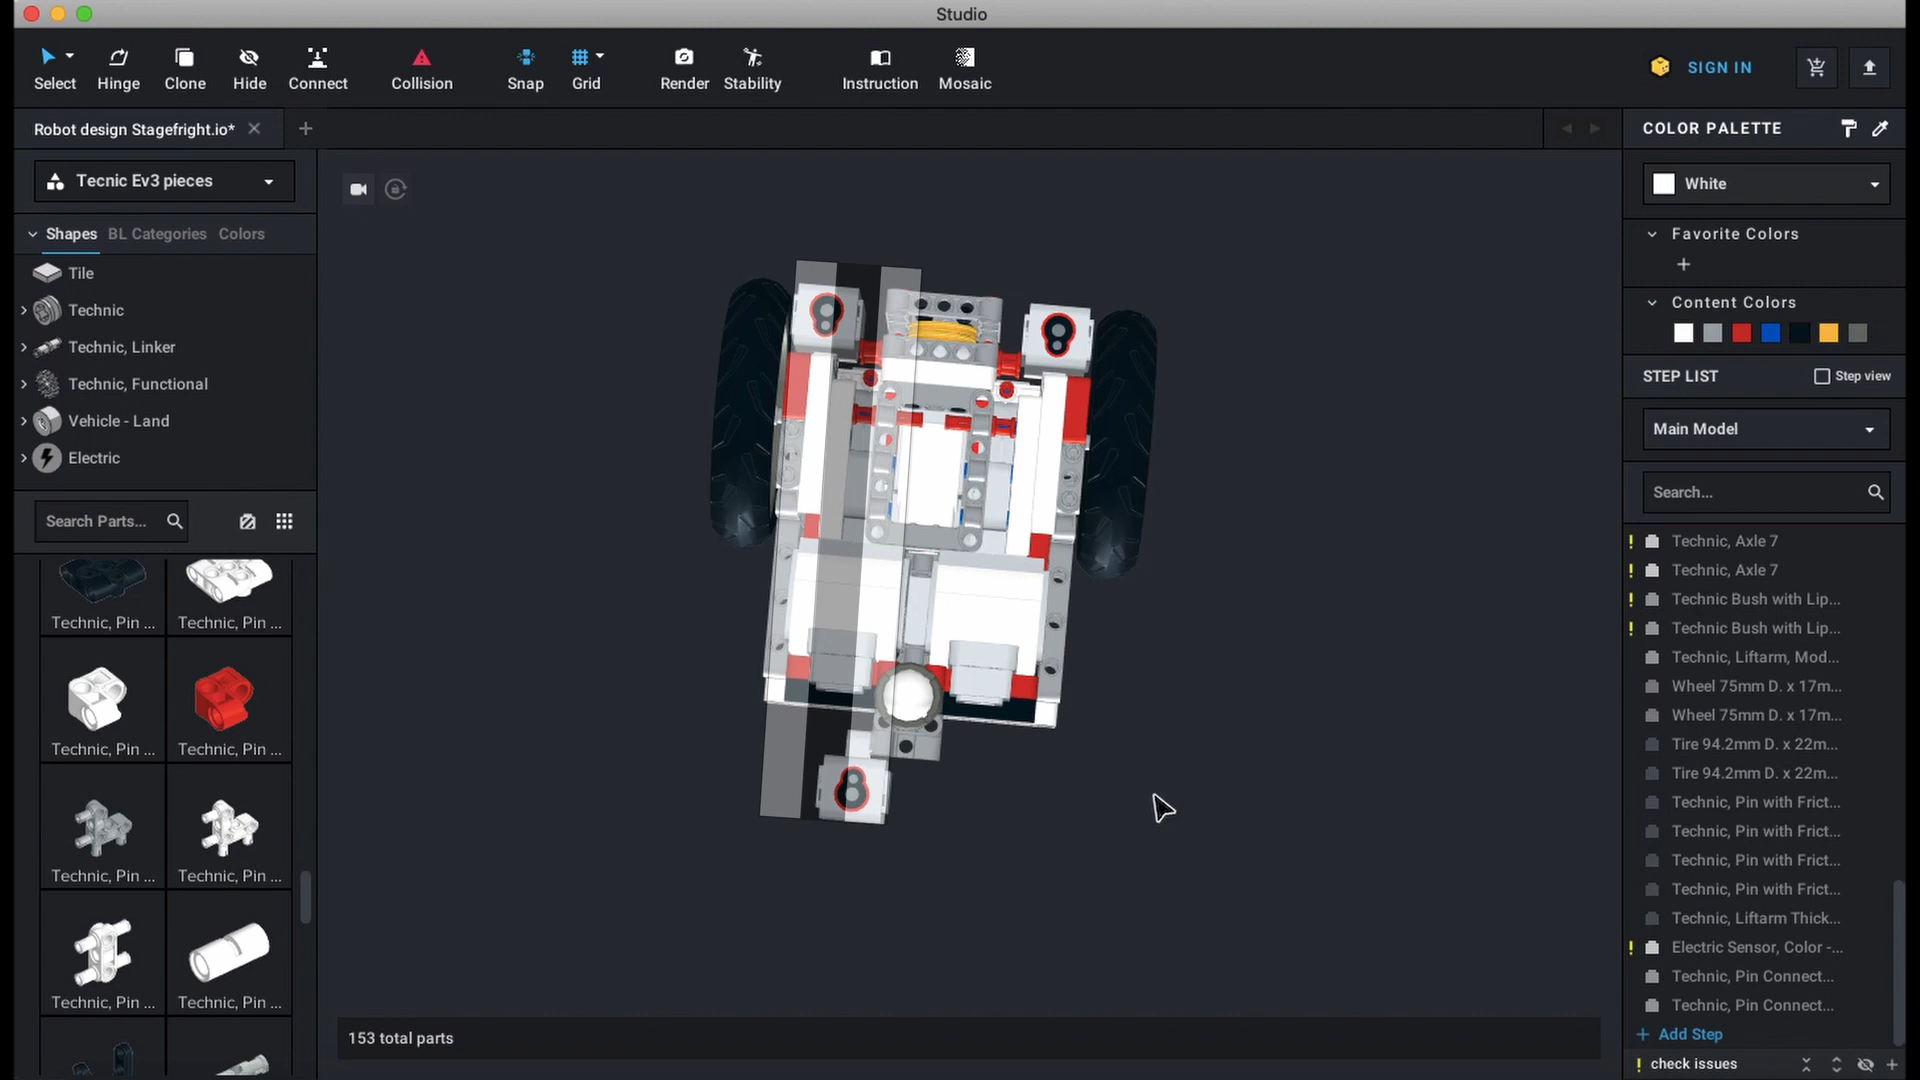 Studio
Select
Hinge
Clone
Hide
Connect
Collision
Snap
Grid
Render
Stability
Instruction
Mosaic
SIGN IN
Robot design Stagefright.io*
COLOR PALETTE
Tecnic Ev3 pieces
White
Shapes BL Categories Colors
Favorite Colors
Tile
Technic
Technic, Linker
Technic, Functional
Vehicle - Land
Electric
Content Colors
STEP LIST
Step view
Main Model
Search...
Search Parts...
Technic, Pin ...
Technic, Pin ...
Technic, Pin ...
Technic, Pin ...
Technic, Pin ...
Technic, Pin ...
Technic, Pin ...
Technic, Pin ...
Technic, Axle 7
Technic, Axle 7
Technic Bush with Lip...
Technic Bush with Lip...
Technic, Liftarm, Mod...
Wheel 75mm D. x 17m...
Wheel 75mm D. x 17m...
Tire 94.2mm D. x 22m...
Tire 94.2mm D. x 22m...
Technic, Pin with Frict...
Technic, Pin with Frict...
Technic, Pin with Frict...
Technic, Pin with Frict...
Technic, Liftarm Thick...
Electric Sensor, Color -...
Technic, Pin Connect...
Technic, Pin Connect...
+ Add Step
! check issues
153 total parts